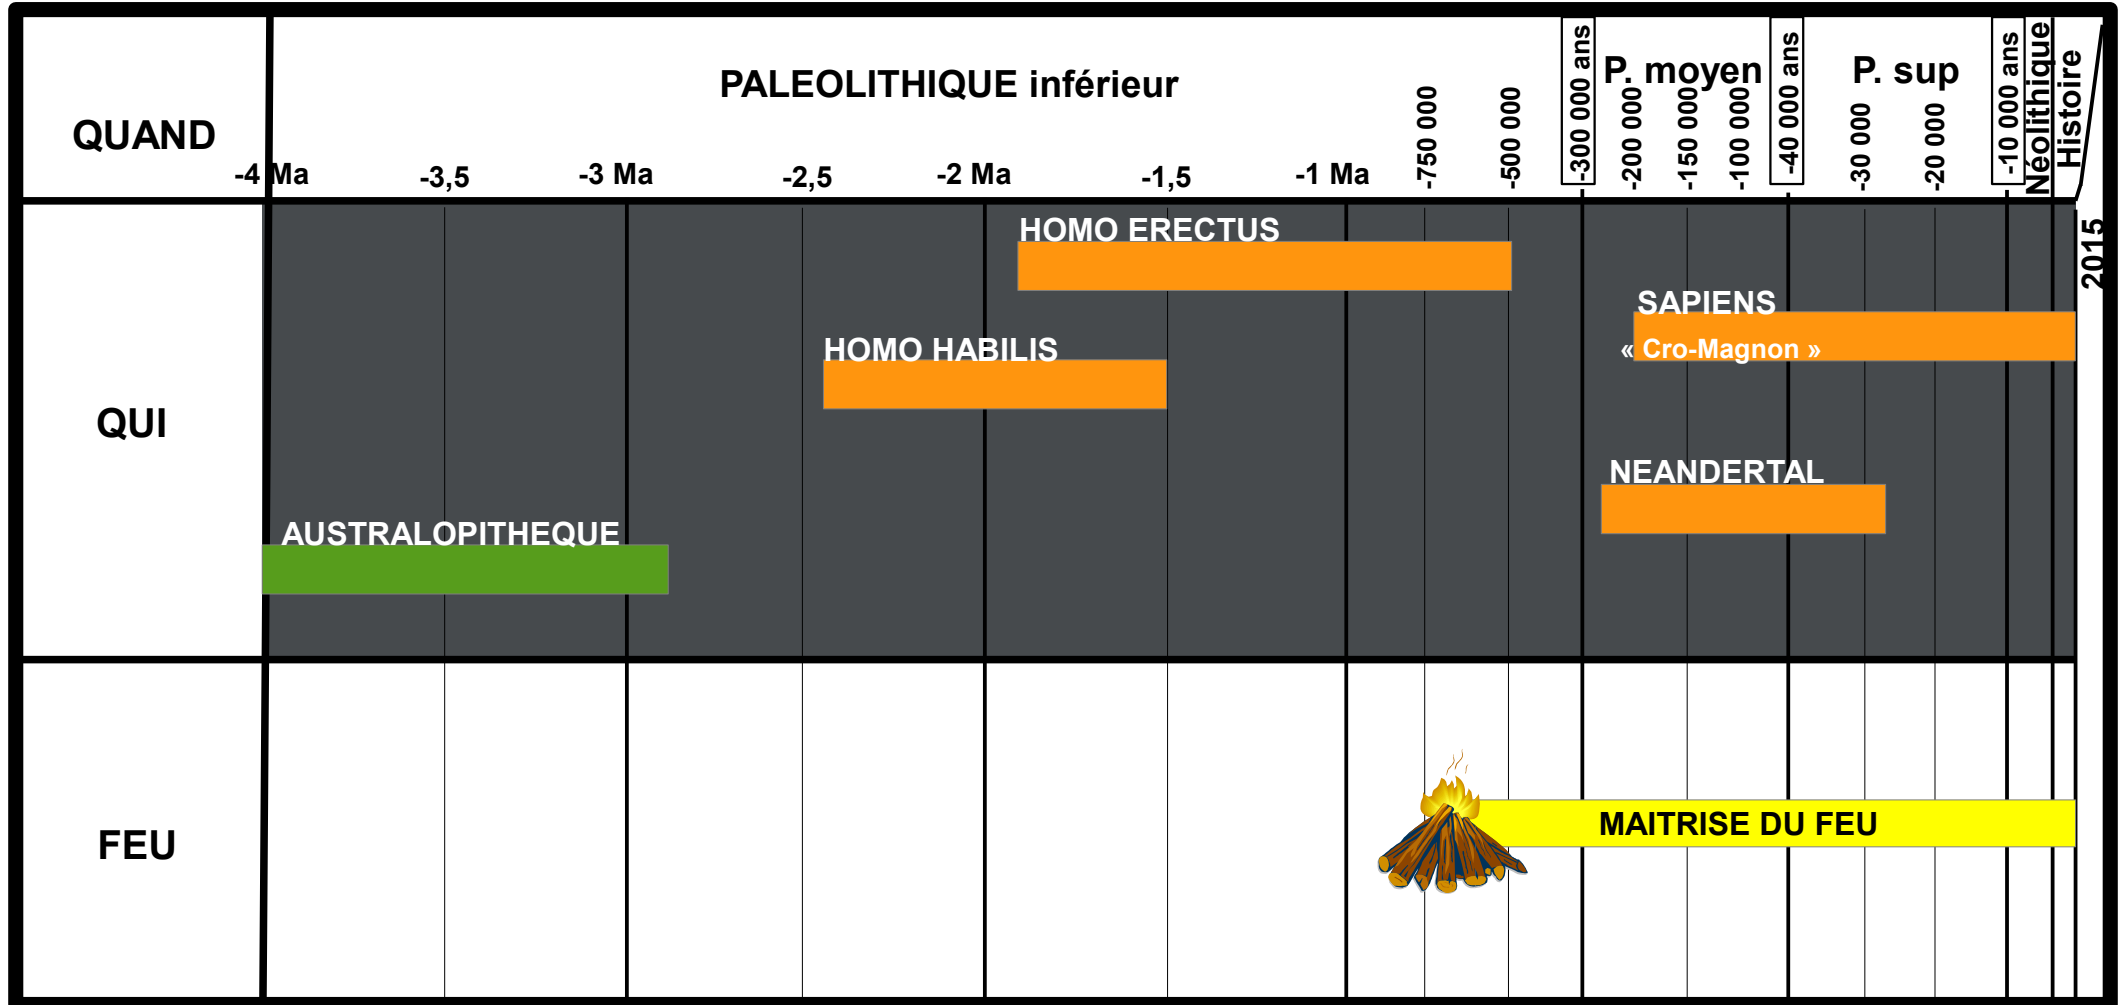 QUAND
PALEOLITHIQUE inférieur
P. moyen
P. sup
-4 Ma
-3,5
-3 Ma
-2,5
-2 Ma
-1,5
-1 Ma
-750 000
-500 000
-300 000 ans
-200 000
-150 000
-100 000
-40 000 ans
-30 000
-20 000
-10 000 ans
Néolithique
Histoire
2015
QUI
HOMO ERECTUS
SAPIENS
« Cro-Magnon »
HOMO HABILIS
NEANDERTAL
AUSTRALOPITHEQUE
FEU
MAITRISE DU FEU